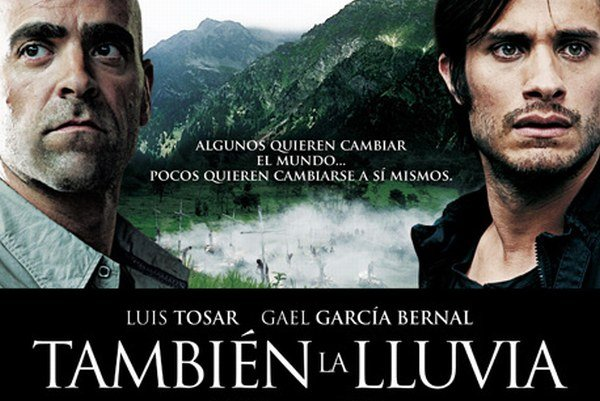 ALGUNOS QUIEREN CAMBIAR
EL MUNDO...
POCOS QUIEREN CAMBIARSE A SÍ MISMOS.
LUIS TOSAR GAEL GARCÍA BERNAL
TAMBIÉN LA LLUVIA